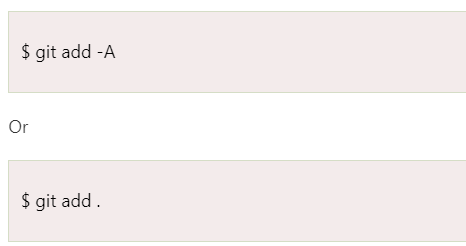 $ git add -A
Or
$ git add .